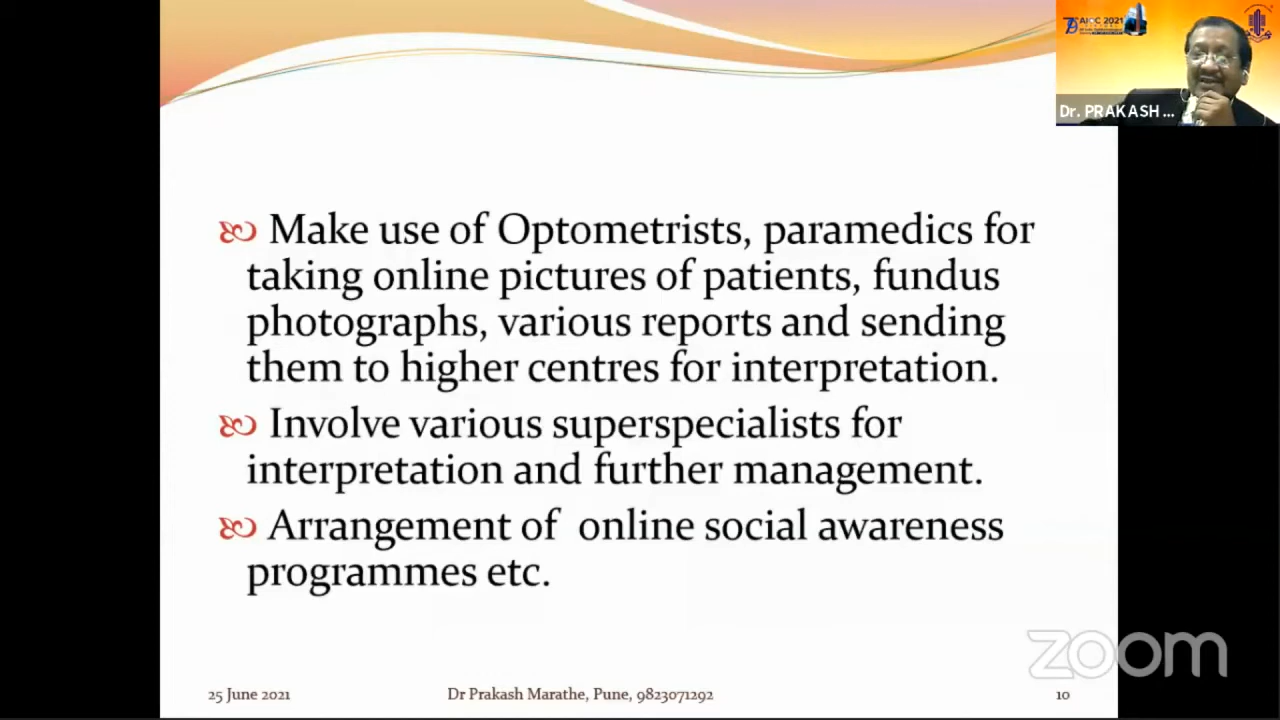 AIOC 2021
Dr. PRAKASH ...
Make use of Optometrists, paramedics for
taking online pictures of patients, fundus
photographs, various reports and sending
them to higher centres for interpretation.
Involve various superspecialists for
interpretation and further management.
Arrangement of online social awareness
programmes etc.
zoom
25 June 2021
Dr Prakash Marathe, Pune, 9823071292
10